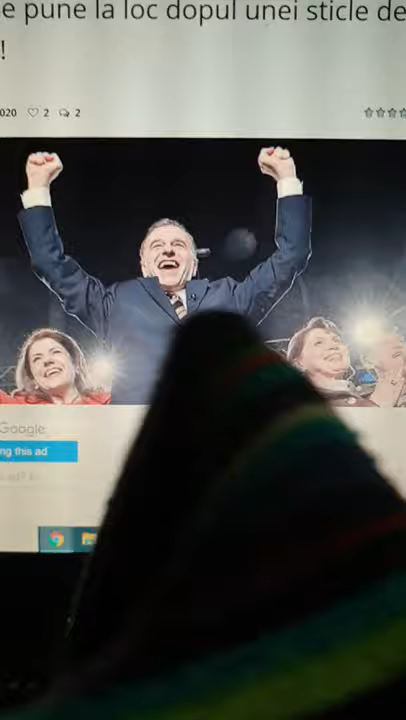 e pune la loc dopul unei sticle de
!
020 2 2
Google
ng this ad